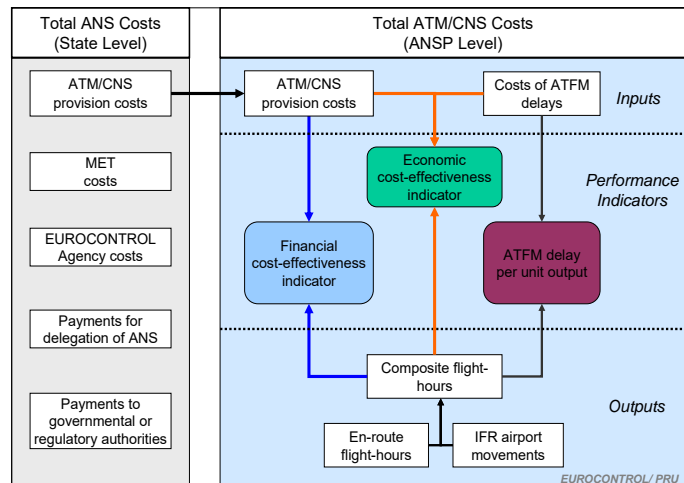 Total ANS Costs
(State Level)
Total ATM/CNS Costs
(ANSP Level)
ATM/CNS
provision costs
MET
costs
EUROCONTROL
Agency costs
Payments for
delegation of ANS
Payments to
governmental or
regulatory authorities
ATM/CNS
provision costs
Costs of ATFM
delays
Inputs
Economic
cost-effectiveness
indicator
Performance
Indicators
Financial
cost-effectiveness
indicator
ATFM delay
per unit output
Composite flight-
hours
Outputs
En-route
flight-hours
IFR airport
movements
EUROCONTROL/ PRU